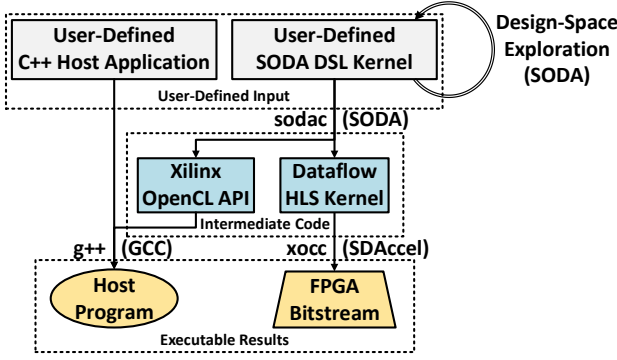 User-Defined
C++ Host Application
User-Defined
SODA DSL Kernel
Design-Space
Exploration
(SODA)
User-Defined Input
sodac (SODA)
Xilinx
OpenCL API
Dataflow
HLS Kernel
Intermediate Code
g++ (GCC)
xocc (SDAccel)
Host
Program
FPGA
Bitstream
Executable Results